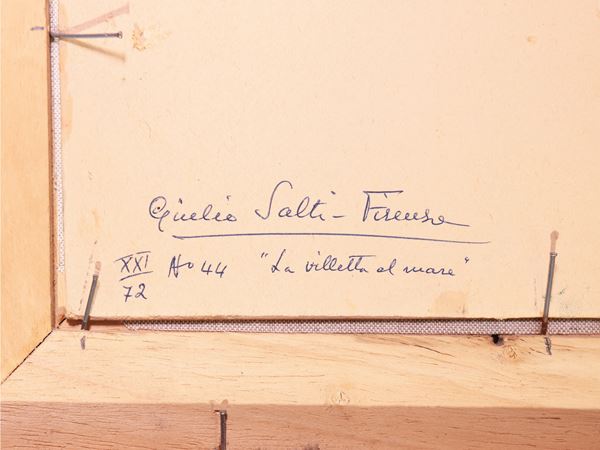 Giulio Salti - Firenze
XXI No 44 "La villetta al mare"
72